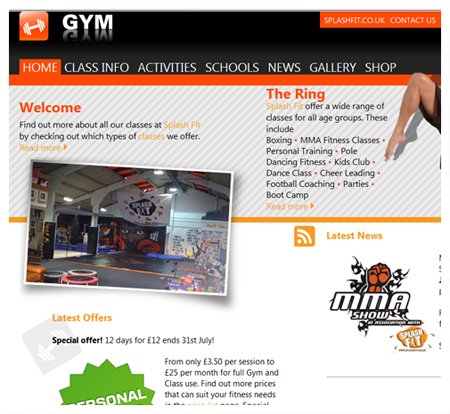 GYM
SPLASHFIT.CO.UK CONTACT US
HOME CLASS INFO ACTIVITIES SCHOOLS NEWS GALLERY SHOP
Welcome
Find out more about all our classes at Splash Fit
by checking out which types of classes we offer.
Read more
The Ring
Splash Fit offer a wide range of
classes for all age groups. These
include
Boxing • MMA Fitness Classes •
Personal Training • Pole
Dancing Fitness • Kids Club •
Dance Class • Cheer Leading •
Football Coaching • Parties •
Boot Camp
Read more
SPLASH
FIT
Latest News
MMA
SHOW
IN ASSOCIATION WITH
SPLASH
FIT
Latest Offers
Special offer! 12 days for £12 ends 31st July!
From only £3.50 per session to
£25 per month for full Gym and
Class use. Find out more prices
that can suit your fitness needs
in the price list page. Special
PERSONAL